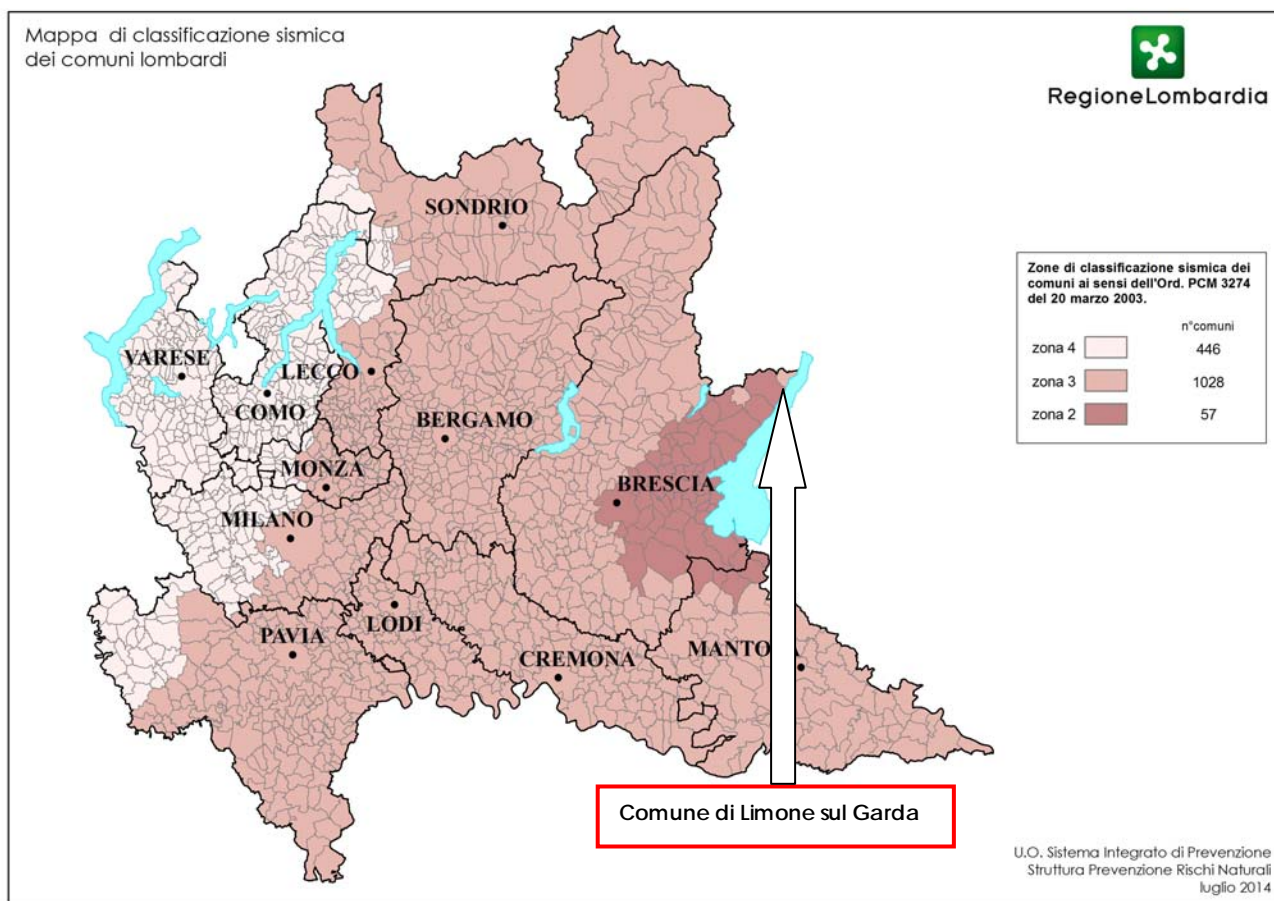 Mappa di classificazione sismica
dei comuni lombardi
RegioneLombardia
SONDRIO
VARESE
LECCO
COMO
BERGAMO
MONZA
BRESCIA
MILANO
PAVIA
LODI
CREMONA
Zone di classificazione sismica dei
comuni ai sensi dell'Ord. PCM 3274
del 20 marzo 2003.
n°comuni
zona 4 446
zona 3 1028
zona 2 57
Comune di Limone sul Garda
U.O. Sistema Integrato di Prevenzione
Struttura Prevenzione Rischi Naturali
luglio 2014